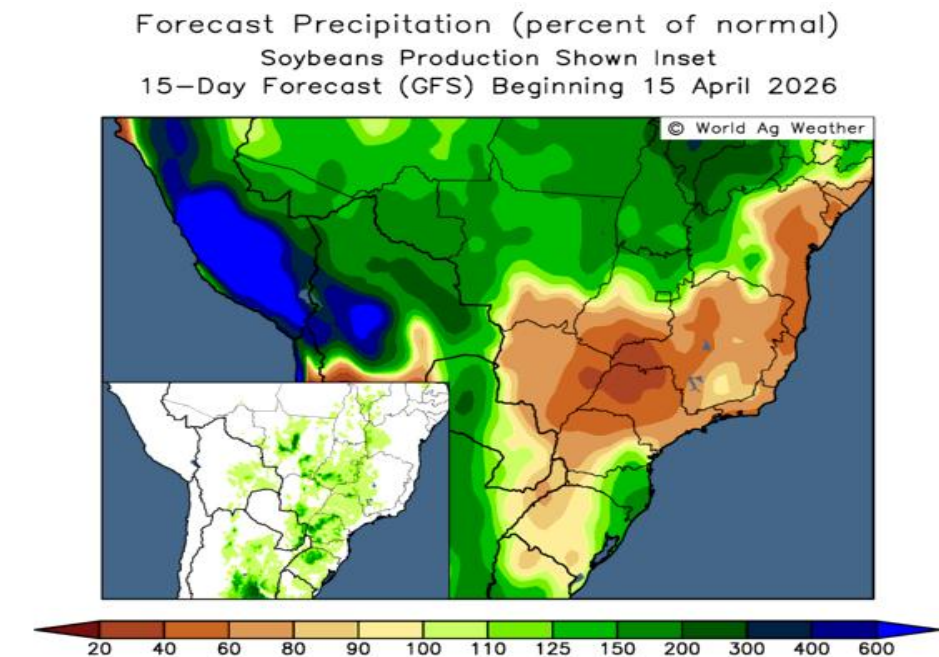 Forecast Precipitation (percent of normal)
Soybeans Production Shown Inset
15-Day Forecast (GFS) Beginning 15 April 2026
© World Ag Weather
20 40 60 80 90 100 110 125 150 200 300 400 600